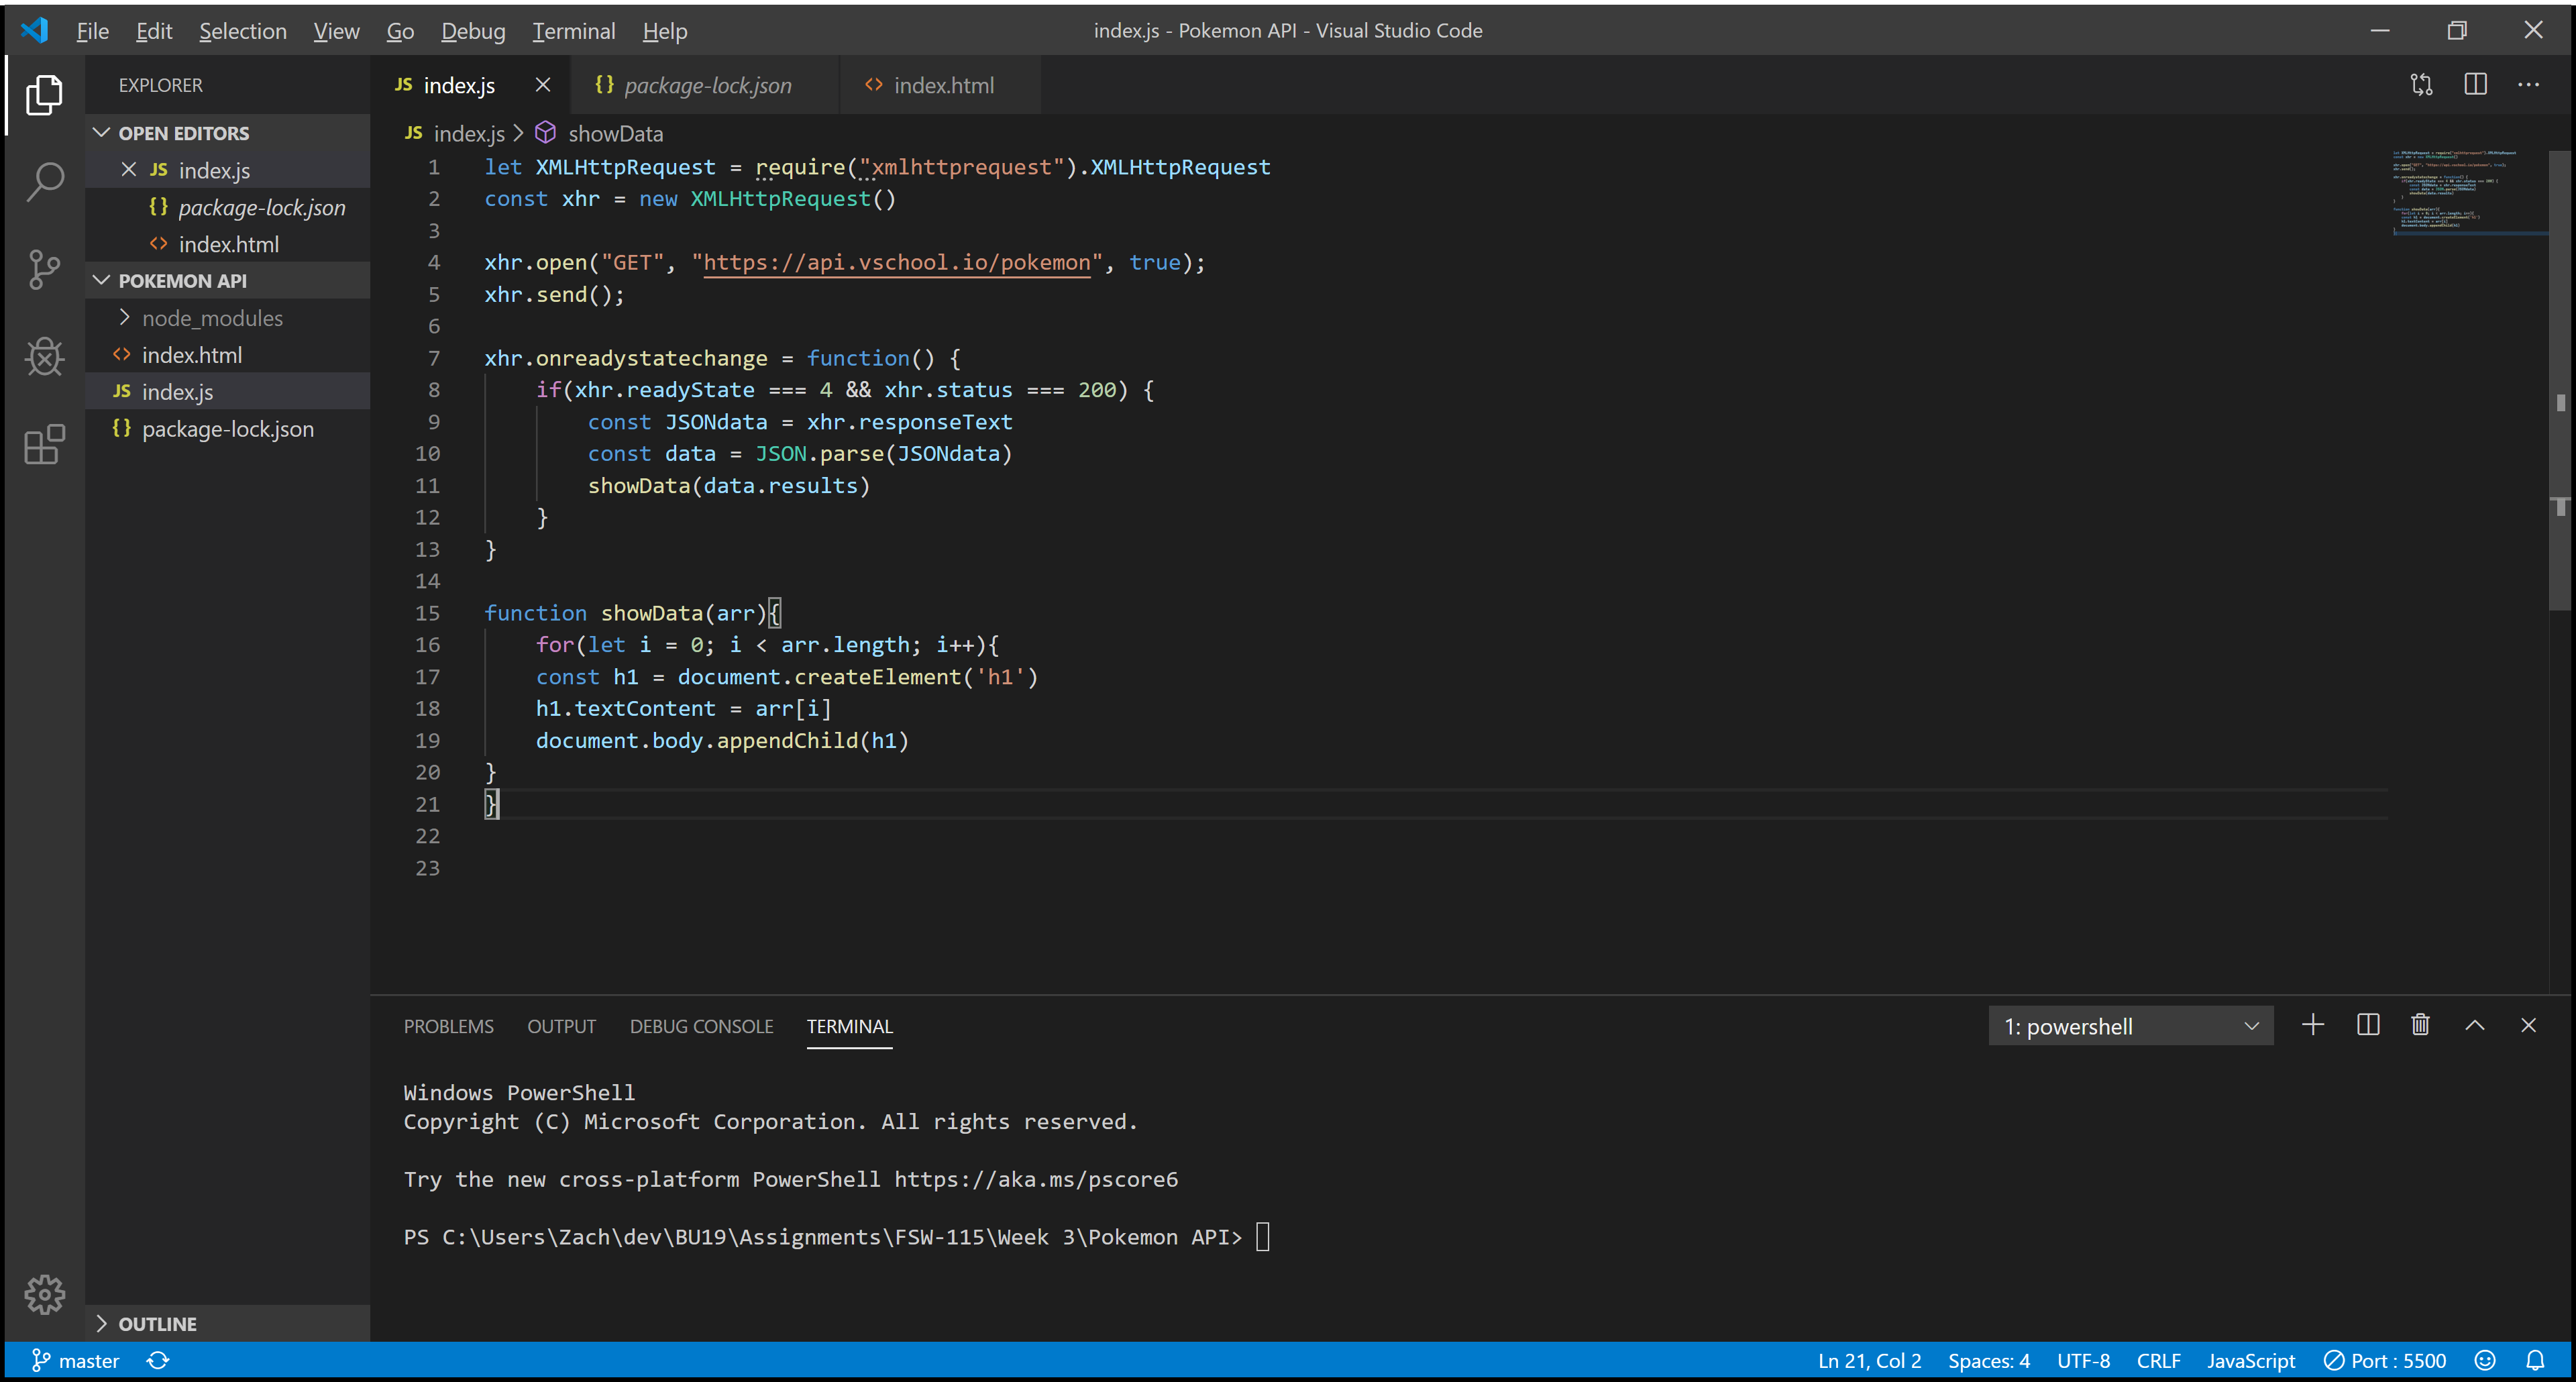 File Edit Selection View Go Debug Terminal Help index.js - Pokemon API - Visual Studio Code
EXPLORER
OPEN EDITORS
JS index.js
{} package-lock.json
<> index.html
POKEMON API
node_modules
<> index.html
JS index.js
{} package-lock.json
OUTLINE
JS index.js {} package-lock.json <> index.html
JS index.js > showData
1 let XMLHttpRequest = require("xmlhttprequest").XMLHttpRequest
2 const xhr = new XMLHttpRequest()
3
4 xhr.open("GET", "https://api.vschool.io/pokemon", true);
5 xhr.send();
6
7 xhr.onreadystatechange = function() {
8 if(xhr.readyState === 4 && xhr.status === 200) {
9 const JSONdata = xhr.responseText
10 const data = JSON.parse(JSONdata)
11 showData(data.results)
12 }
13 }
14
15 function showData(arr){
16 for(let i = 0; i < arr.length; i++){
17 const h1 = document.createElement('h1')
18 h1.textContent = arr[i]
19 document.body.appendChild(h1)
20 }
21 }
22
23
PROBLEMS OUTPUT DEBUG CONSOLE TERMINAL 1: powershell
Windows PowerShell
Copyright (C) Microsoft Corporation. All rights reserved.
Try the new cross-platform PowerShell https://aka.ms/pscore6
PS C:\Users\Zach\dev\BU19\Assignments\FSW-115\Week 3\Pokemon API>
master Ln 21, Col 2 Spaces: 4 UTF-8 CRLF JavaScript Port : 5500